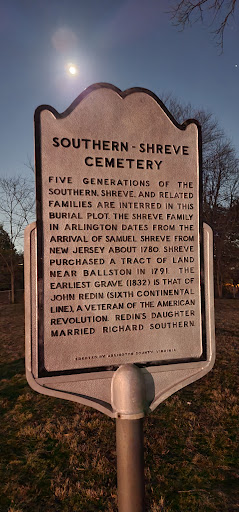 SOUTHERN - SHREVE
CEMETERY
FIVE GENERATIONS OF THE
SOUTHERN, SHREVE, AND RELATED
FAMILIES ARE INTERRED IN THIS
BURIAL PLOT. THE SHREVE FAMILY
IN ARLINGTON DATES FROM THE
ARRIVAL OF SAMUEL SHREVE FROM
NEW JERSEY ABOUT 1780. SHREVE
PURCHASED A TRACT OF LAND
NEAR BALLSTON IN 1791. THE
EARLIEST GRAVE (1832) IS THAT OF
JOHN REDIN (SIXTH CONTINENTAL
LINE), A VETERAN OF THE AMERICAN
REVOLUTION. REDIN'S DAUGHTER
MARRIED RICHARD SOUTHERN.
ERECTED BY ARLINGTON COUNTY, VIRGINIA